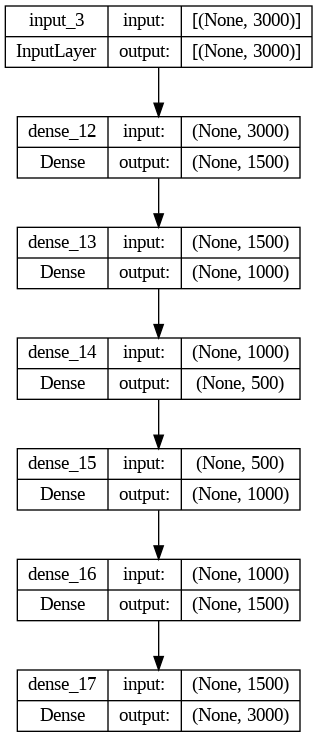 input_3 input: [(None, 3000)]
InputLayer output: [(None, 3000)]
dense_12 input: (None, 3000)
Dense output: (None, 1500)
dense_13 input: (None, 1500)
Dense output: (None, 1000)
dense_14 input: (None, 1000)
Dense output: (None, 500)
dense_15 input: (None, 500)
Dense output: (None, 1000)
dense_16 input: (None, 1000)
Dense output: (None, 1500)
dense_17 input: (None, 1500)
Dense output: (None, 3000)